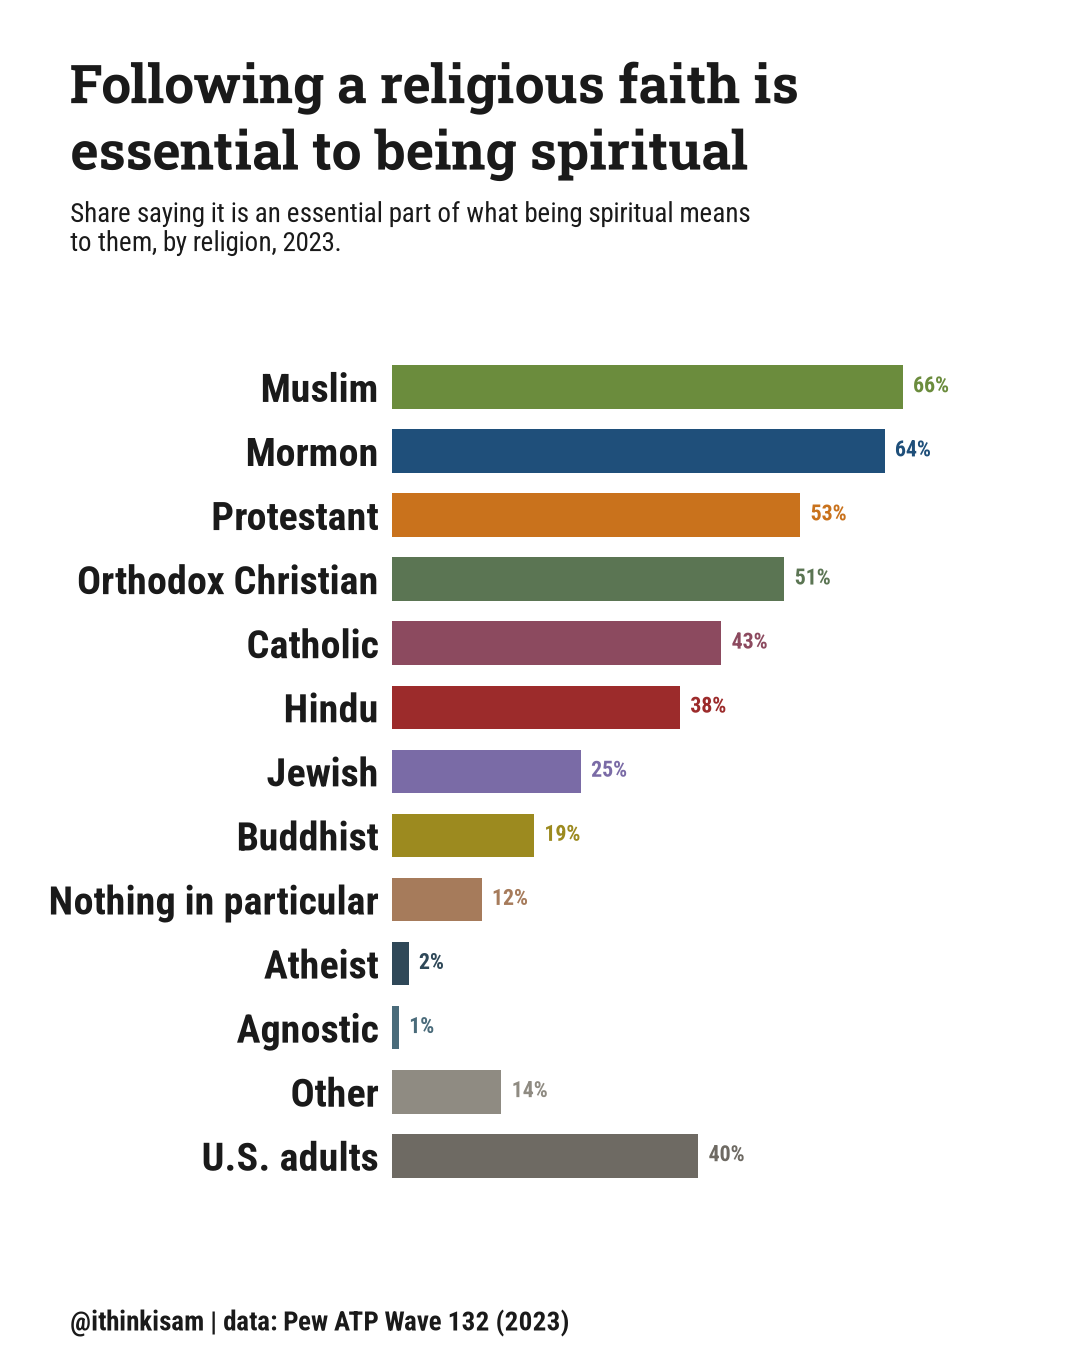 Following a religious faith is
essential to being spiritual
Share saying it is an essential part of what being spiritual means
to them, by religion, 2023.
Muslim 66%
Mormon 64%
Protestant 53%
Orthodox Christian 51%
Catholic 43%
Hindu 38%
Jewish 25%
Buddhist 19%
Nothing in particular 12%
Atheist 2%
Agnostic 1%
Other 14%
U.S. adults 40%
@ithinkisam | data: Pew ATP Wave 132 (2023)